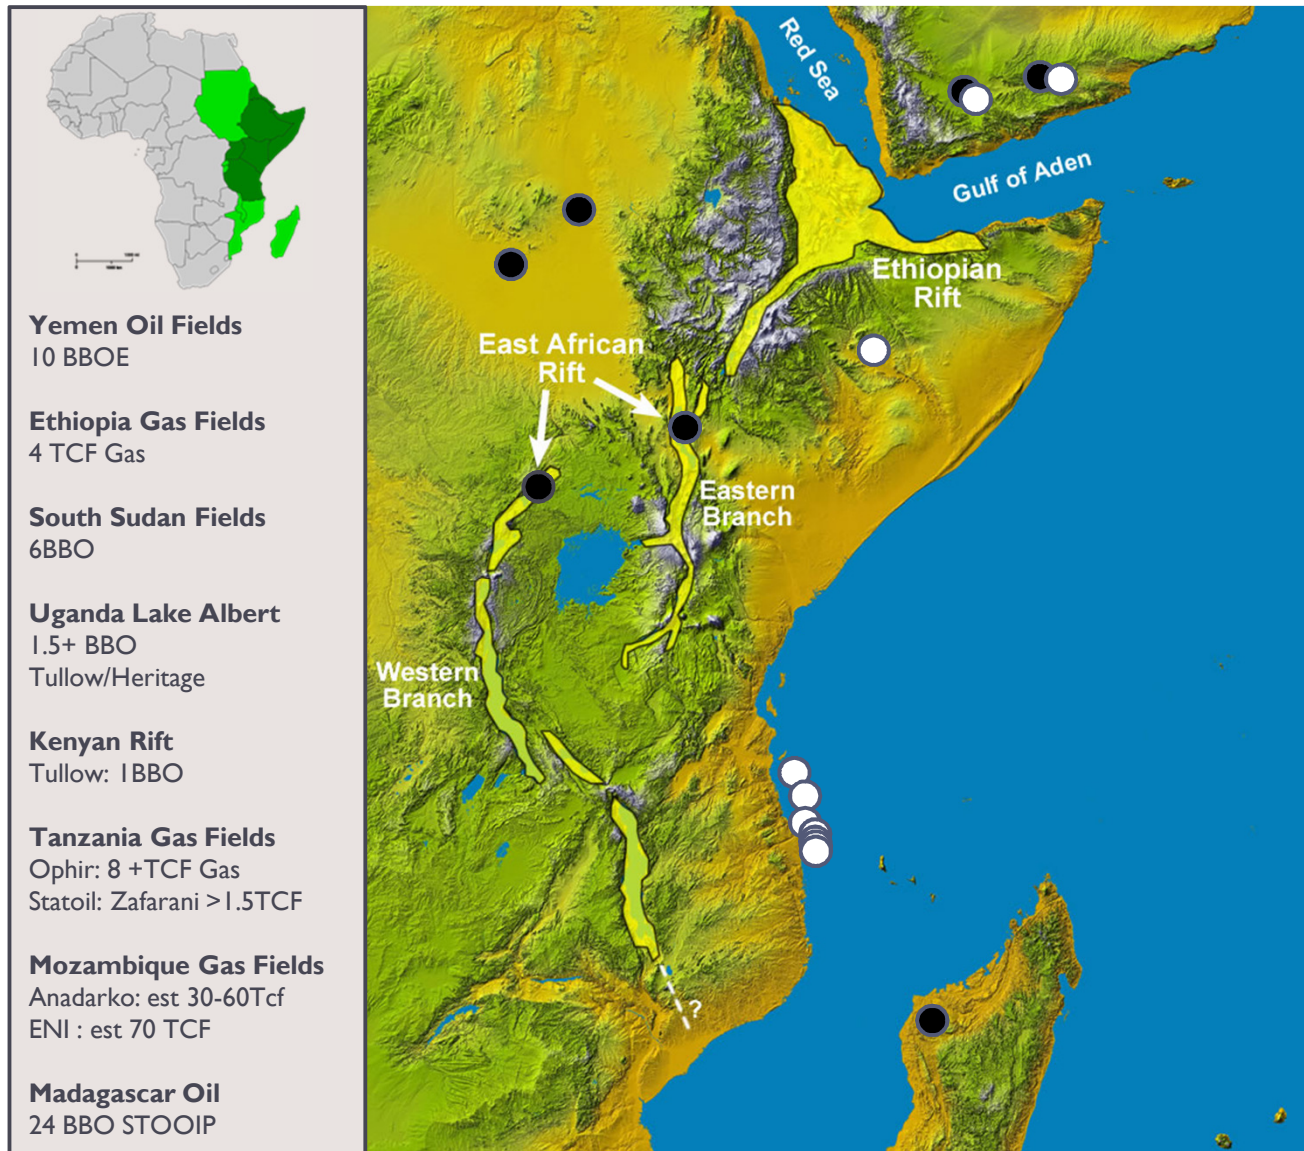 Yemen Oil Fields
10 BBOE
Ethiopia Gas Fields
4 TCF Gas
South Sudan Fields
6BBO
Uganda Lake Albert
1.5+ BBO
Tullow/Heritage
Kenyan Rift
Tullow: 1BBO
Tanzania Gas Fields
Ophir: 8 +TCF Gas
Statoil: Zafarani >1.5TCF
Mozambique Gas Fields
Anadarko: est 30-60Tcf
ENI : est 70 TCF
Madagascar Oil
24 BBO STOOIP
Red Sea
Gulf of Aden
Ethiopian
Rift
East African
Rift
Eastern
Branch
Western
Branch
?